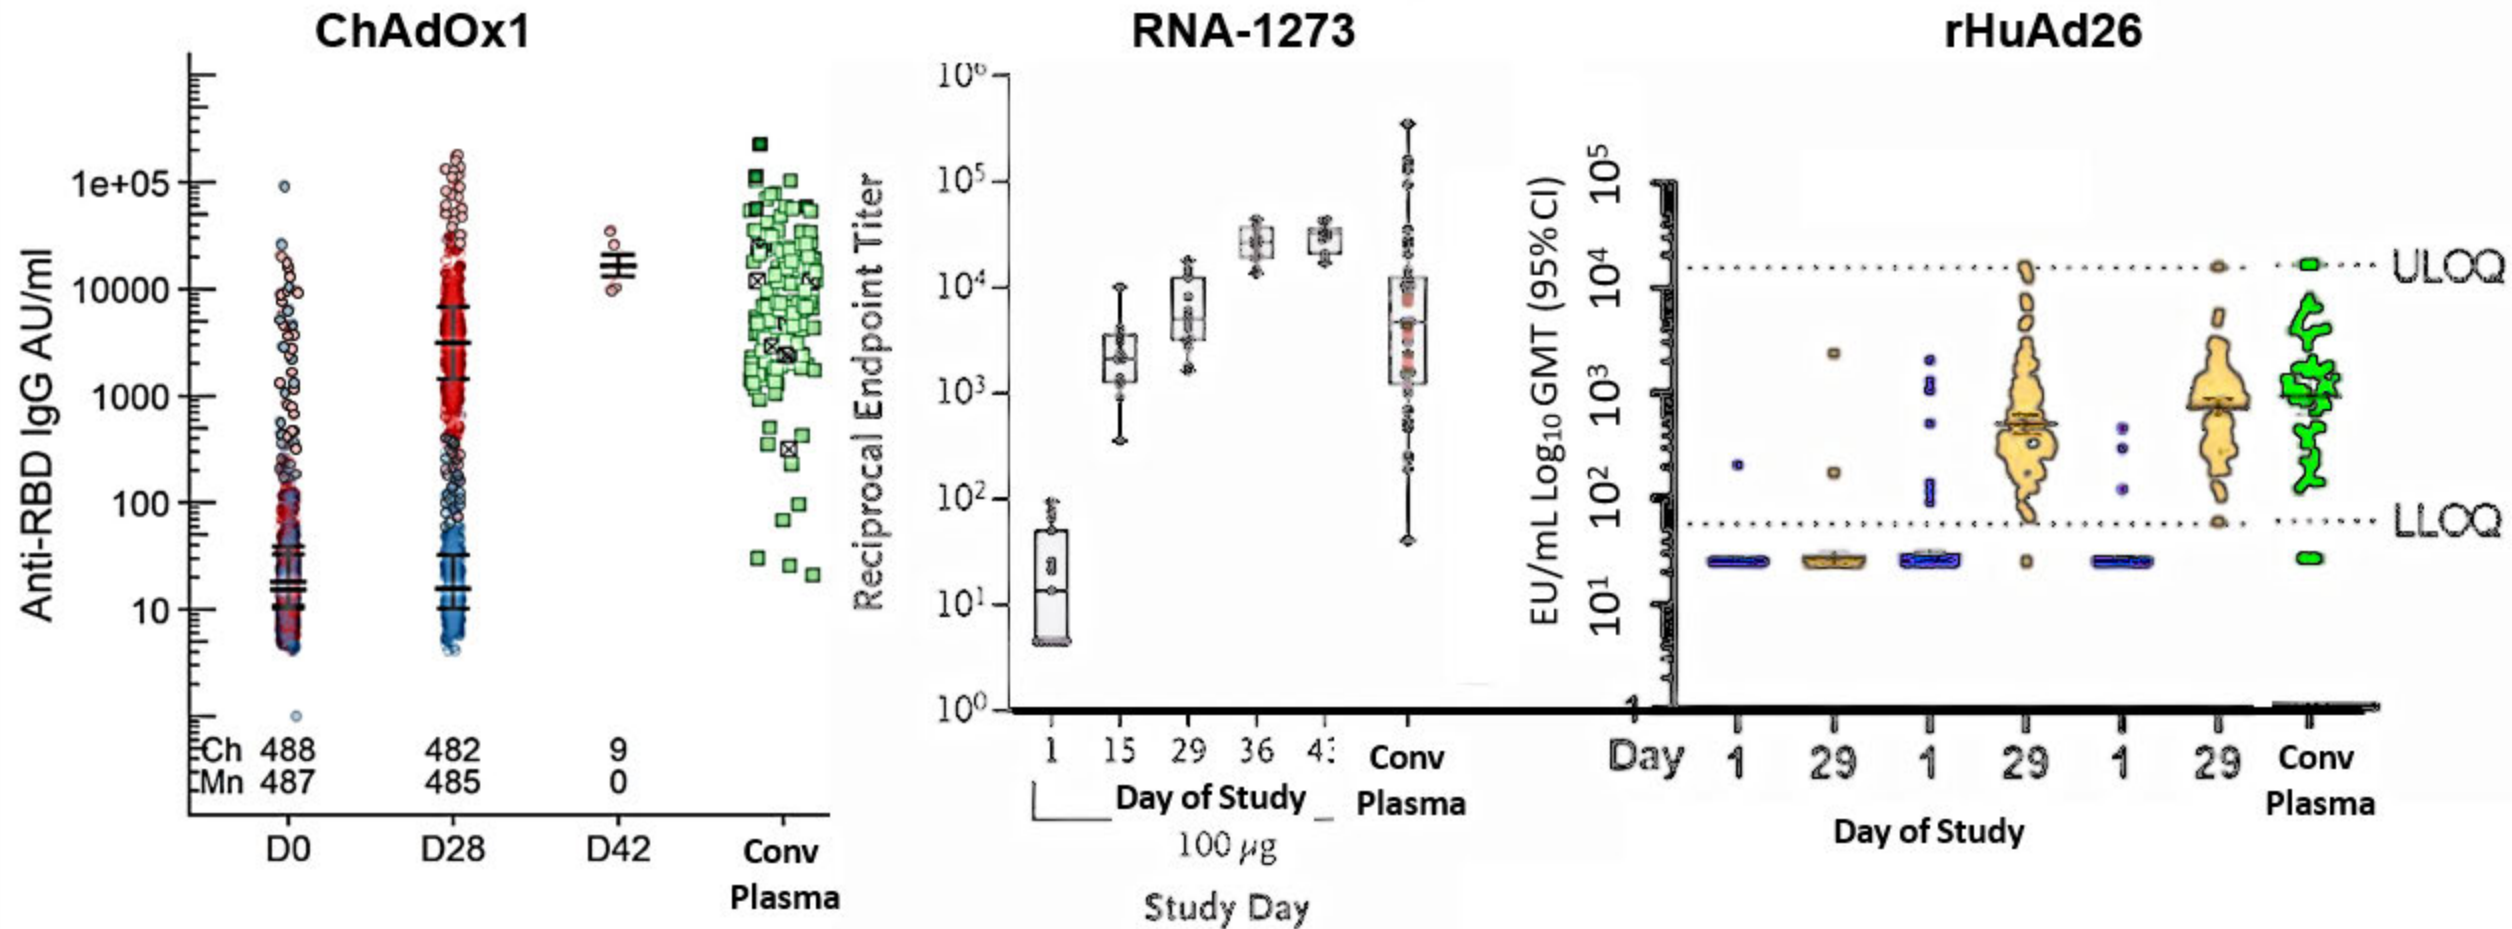 ChAdOx1
Anti-RBD IgG AU/ml
1e+05
10000
1000
100
10
Ch 488 482 9
Mn 487 485 0
D0 D28 D42 Conv Plasma
RNA-1273
Reciprocal Endpoint Titer
10⁶
10⁵
10⁴
10³
10²
10¹
10⁰
1 15 29 36 Conv
Day of Study Plasma
100 µg
Study Day
rHuAd26
EU/mL Log₁₀ GMT (95% CI)
10⁵
10⁴
10³
10²
10¹
1
ULOQ
LLOQ
Day 1 29 1 29 1 29 Conv
Plasma
Day of Study